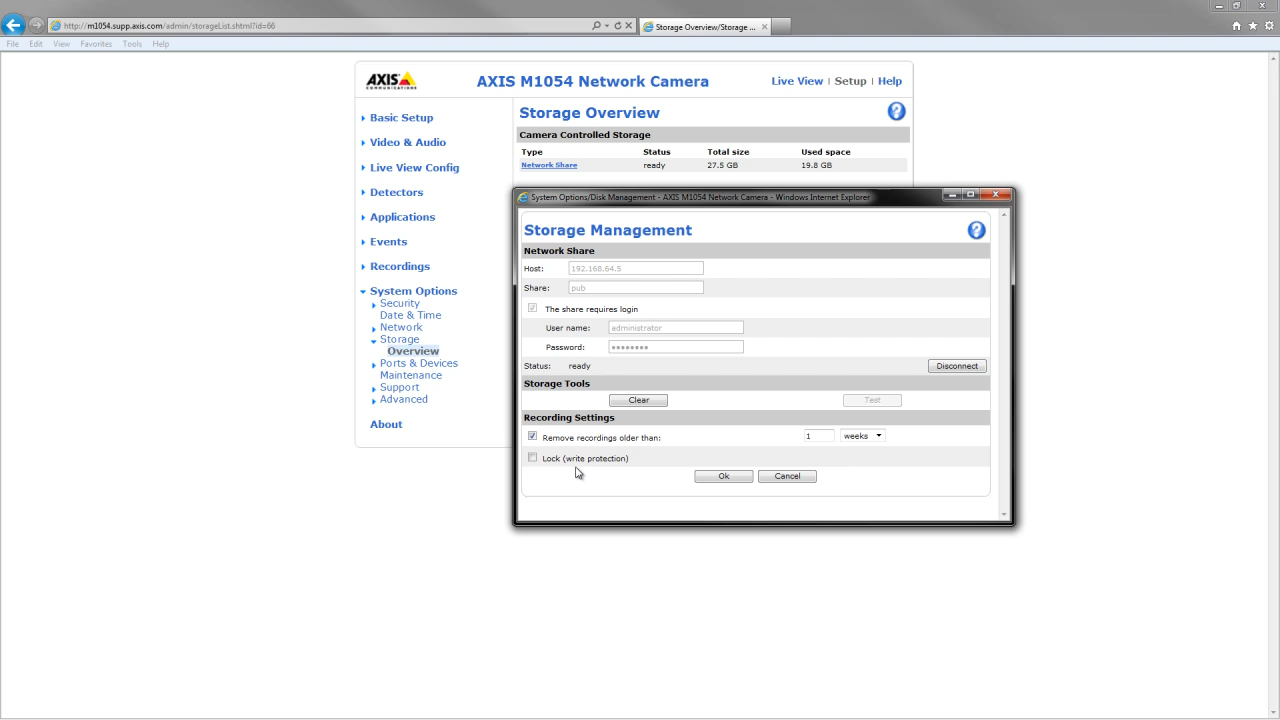 http://m1054.supp.axis.com/admin/storageList.shtml?id=66
Storage Overview/Storage ...
File Edit View Favorites Tools Help
AXIS
COMMUNICATIONS
AXIS M1054 Network Camera
Live View | Setup | Help
Basic Setup
Video & Audio
Live View Config
Detectors
Applications
Events
Recordings
System Options
Security
Date & Time
Network
Storage
Overview
Ports & Devices
Maintenance
Support
Advanced
About
Storage Overview
Camera Controlled Storage
Type Status Total size Used space
Network Share ready 27.5 GB 19.8 GB
System Options/Disk Management - AXIS M1054 Network Camera - Windows Internet Explorer
Storage Management
Network Share
Host: 192.168.64.5
Share: pub
The share requires login
User name: administrator
Password: ••••••••
Status: ready Disconnect
Storage Tools
Clear Test
Recording Settings
Remove recordings older than: 1 weeks
Lock (write protection)
Ok Cancel